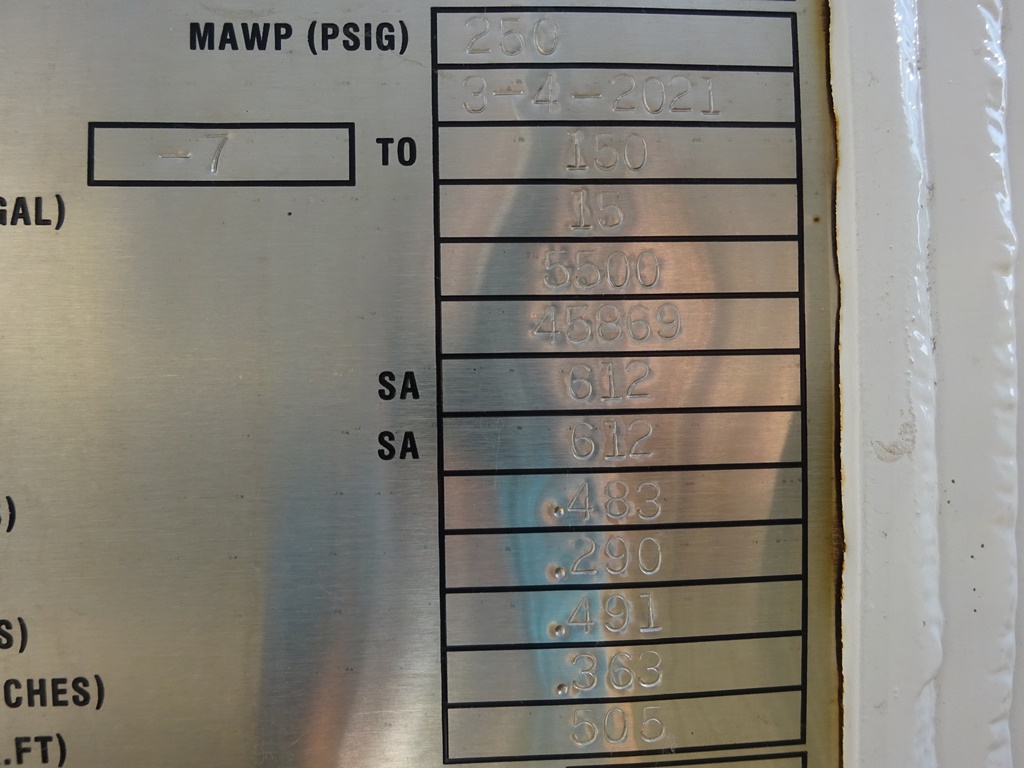 MAWP (PSIG) 250
3-4-2021
-7 TO 150
GAL) 15
5500
45869
SA 612
SA 612
) .483
.290
S) .491
CHES) .363
.FT) 505